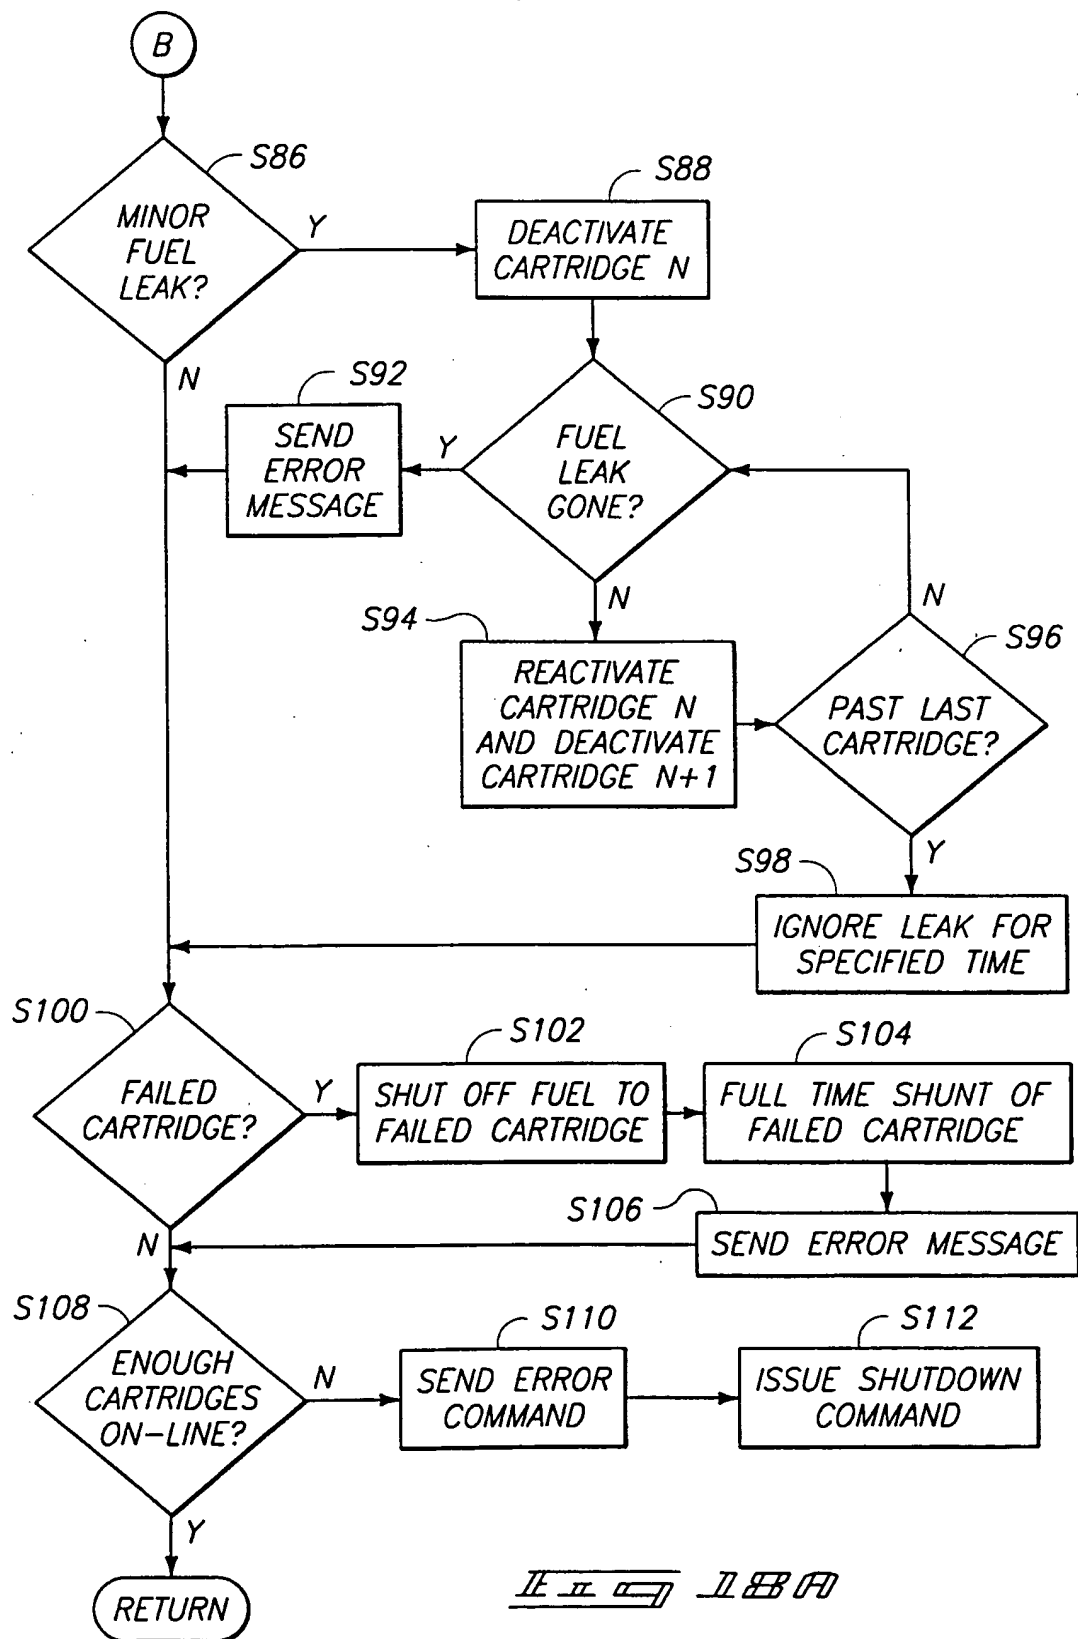 B
S86
MINOR
FUEL
LEAK?
Y
N
S88
DEACTIVATE
CARTRIDGE N
S92
SEND
ERROR
MESSAGE
Y
S90
FUEL
LEAK
GONE?
N
S94
REACTIVATE
CARTRIDGE N
AND DEACTIVATE
CARTRIDGE N+1
N
S96
PAST LAST
CARTRIDGE?
Y
S98
IGNORE LEAK FOR
SPECIFIED TIME
S100
FAILED
CARTRIDGE?
Y
N
S102
SHUT OFF FUEL TO
FAILED CARTRIDGE
S104
FULL TIME SHUNT OF
FAILED CARTRIDGE
S106
SEND ERROR MESSAGE
S108
ENOUGH
CARTRIDGES
ON-LINE?
N
Y
S110
SEND ERROR
COMMAND
S112
ISSUE SHUTDOWN
COMMAND
RETURN
Fig 18A